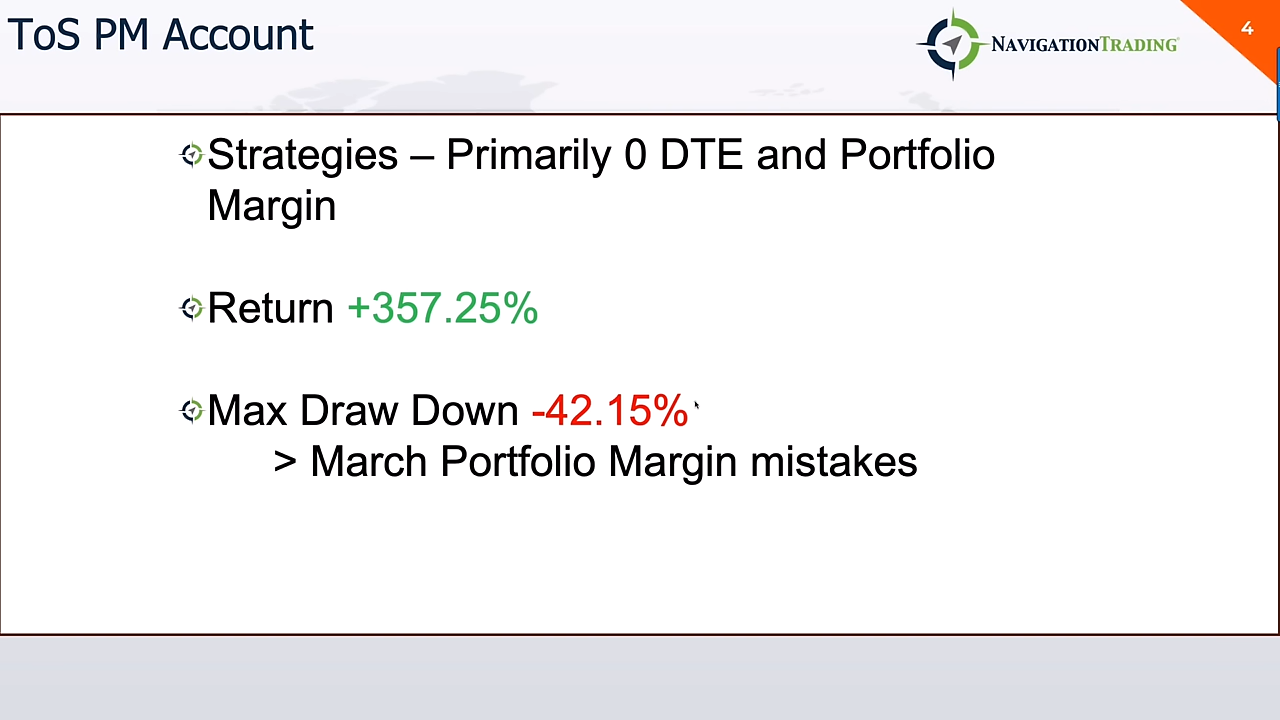 ToS PM Account
NAVIGATIONTRADING
4
Strategies – Primarily 0 DTE and Portfolio
Margin
Return +357.25%
Max Draw Down -42.15%
> March Portfolio Margin mistakes